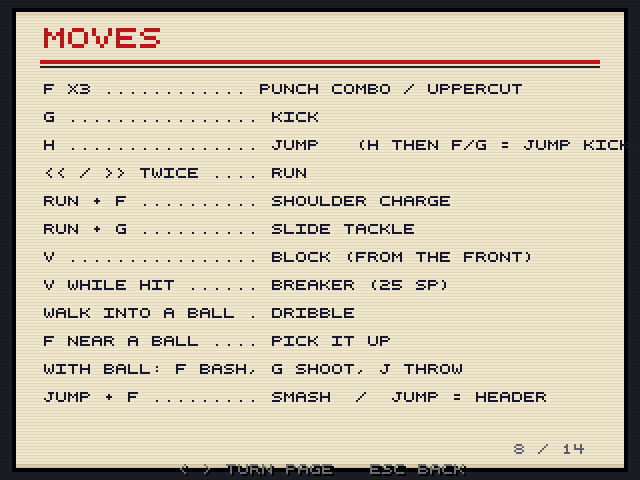 MOVES
F X3 ............ PUNCH COMBO / UPPERCUT
G ................ KICK
H ................ JUMP (H THEN F/G = JUMP KICK
<< / >> TWICE .... RUN
RUN + F .......... SHOULDER CHARGE
RUN + G .......... SLIDE TACKLE
V ................ BLOCK (FROM THE FRONT)
V WHILE HIT ...... BREAKER (25 SP)
WALK INTO A BALL . DRIBBLE
F NEAR A BALL .... PICK IT UP
WITH BALL: F BASH, G SHOOT, J THROW
JUMP + F ......... SMASH / JUMP = HEADER
8 / 14
< > TURN PAGE ESC BACK